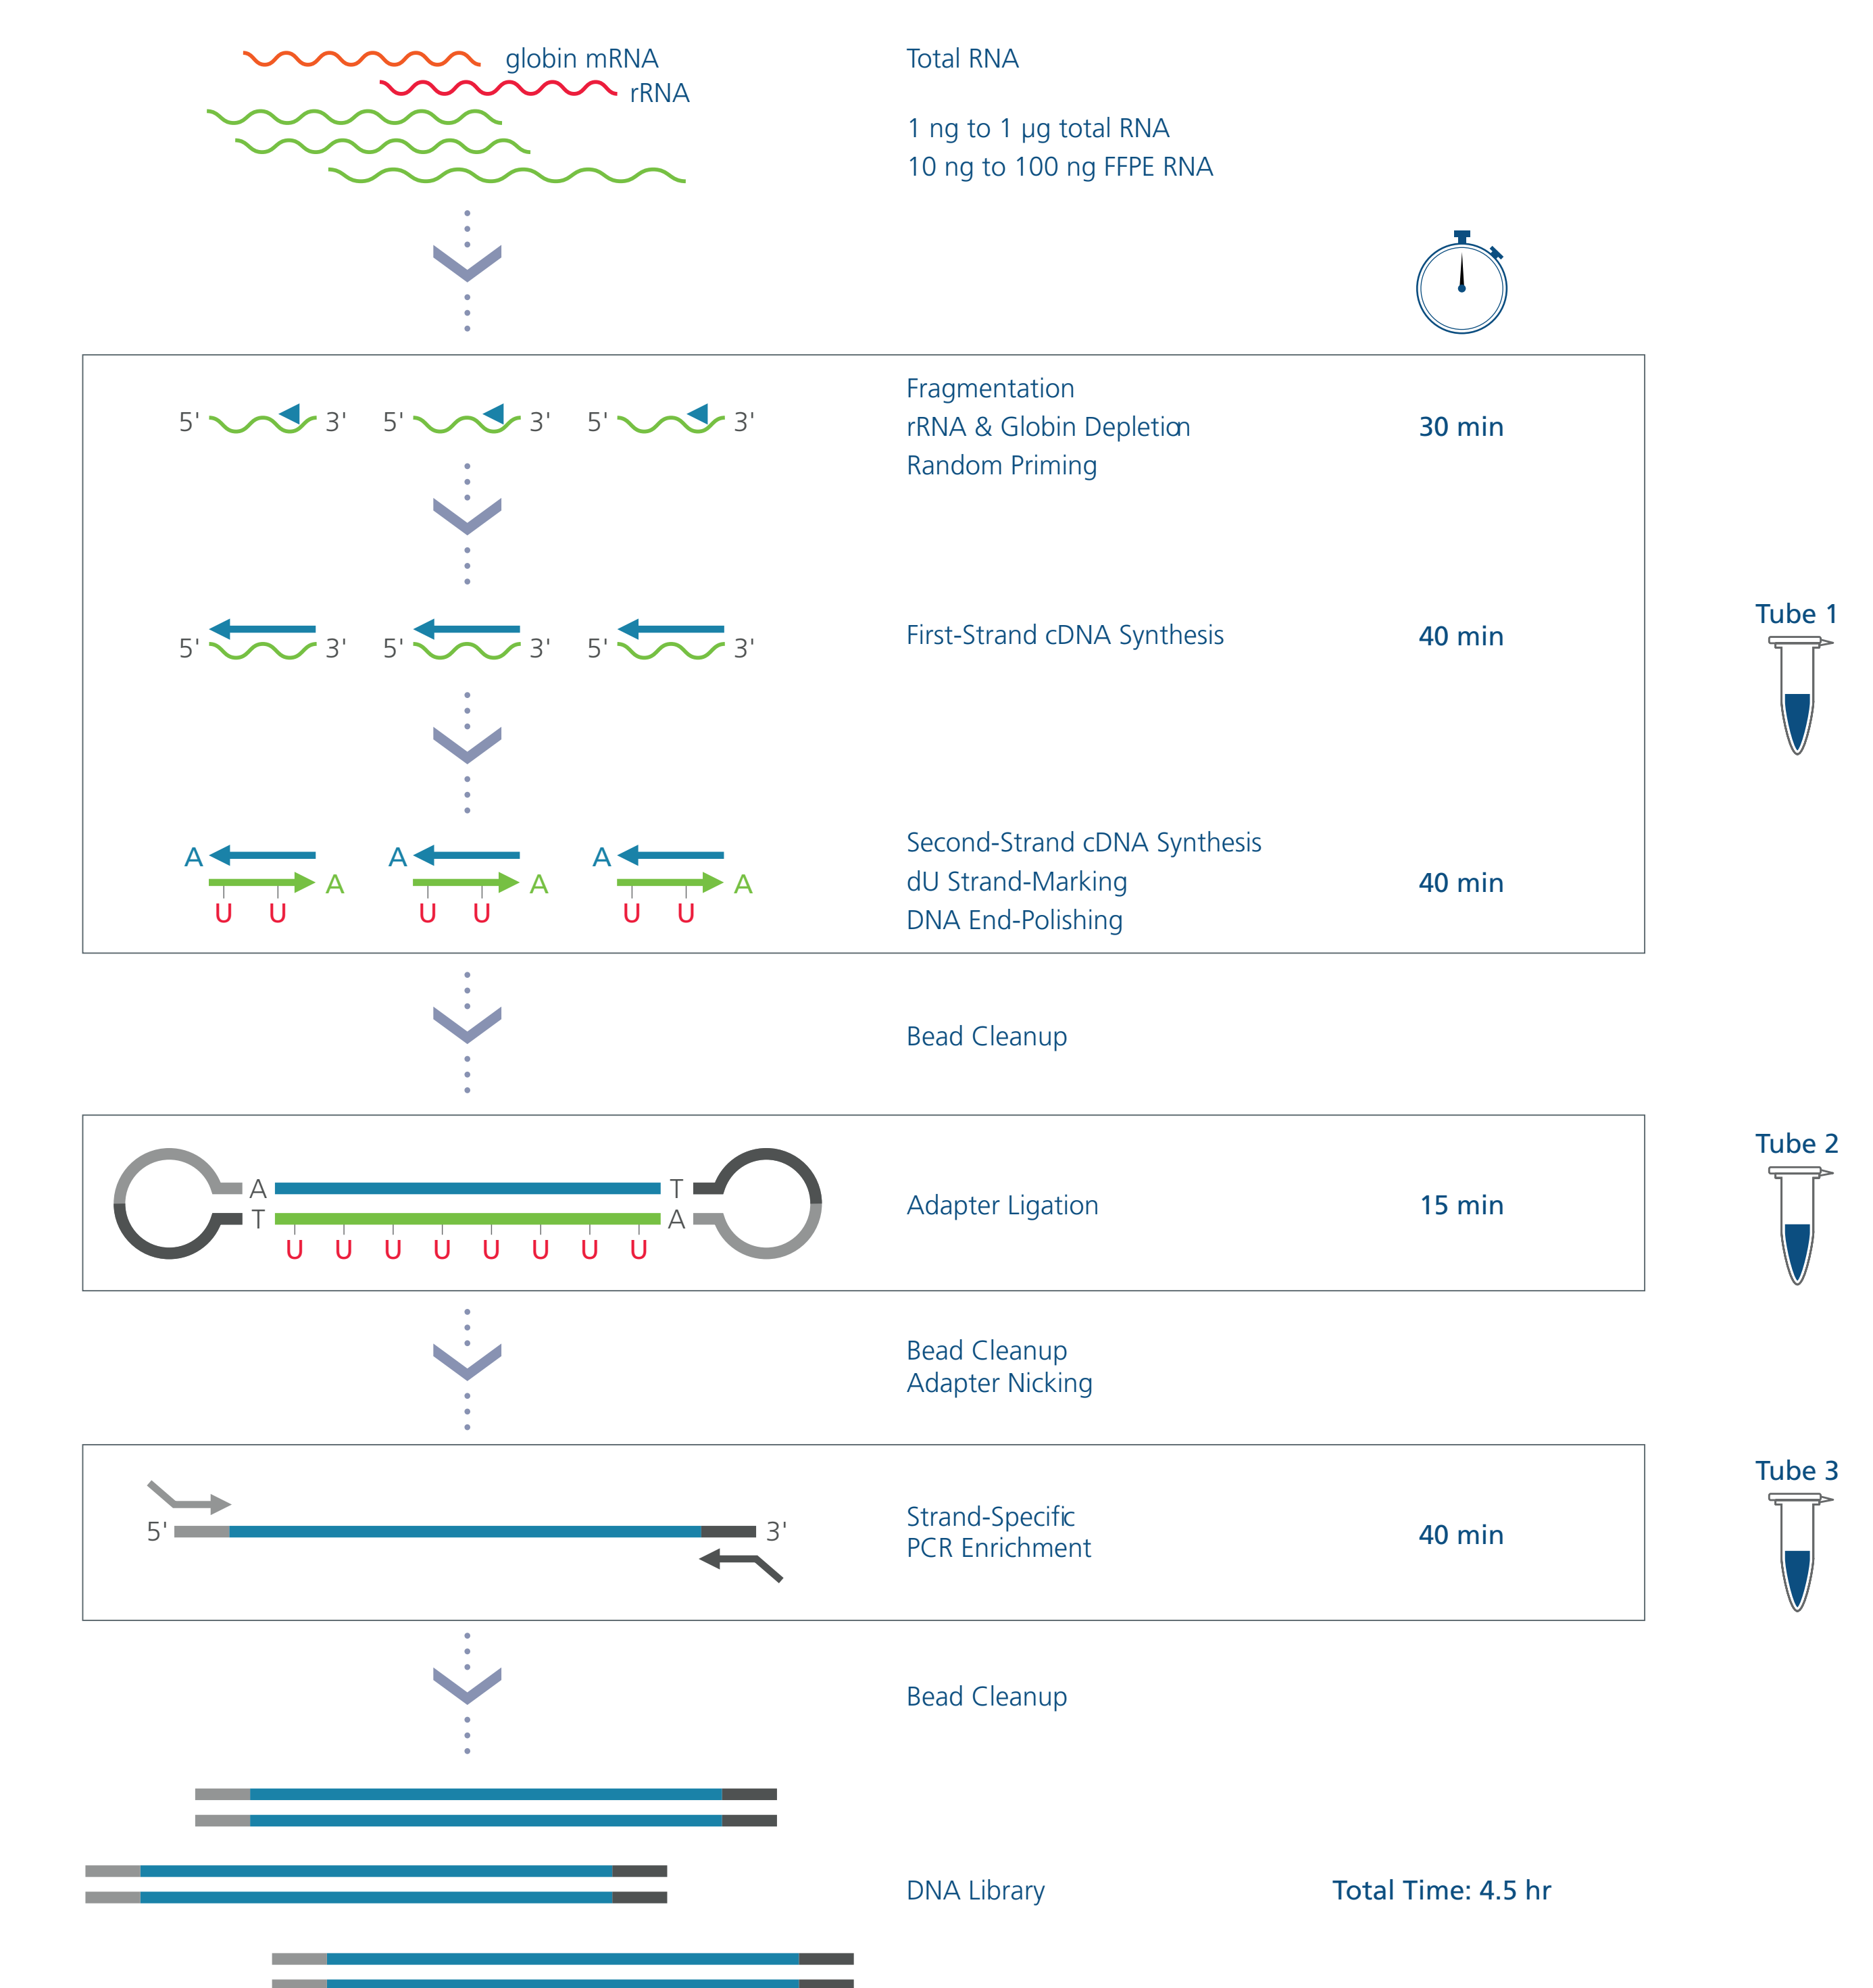 globin mRNA
rRNA
Total RNA
1 ng to 1 µg total RNA
10 ng to 100 ng FFPE RNA
5' 3' 5' 3' 5' 3'
Fragmentation
rRNA & Globin Depletion
Random Priming
30 min
5' 3' 5' 3' 5' 3'
First-Strand cDNA Synthesis
40 min
Tube 1
A A A
A A A
U U U U U U
Second-Strand cDNA Synthesis
dU Strand-Marking
DNA End-Polishing
40 min
Bead Cleanup
A T
T A
U U U U U U U U
Adapter Ligation
15 min
Tube 2
Bead Cleanup
Adapter Nicking
5' 3'
Strand-Specific
PCR Enrichment
40 min
Tube 3
Bead Cleanup
DNA Library
Total Time: 4.5 hr